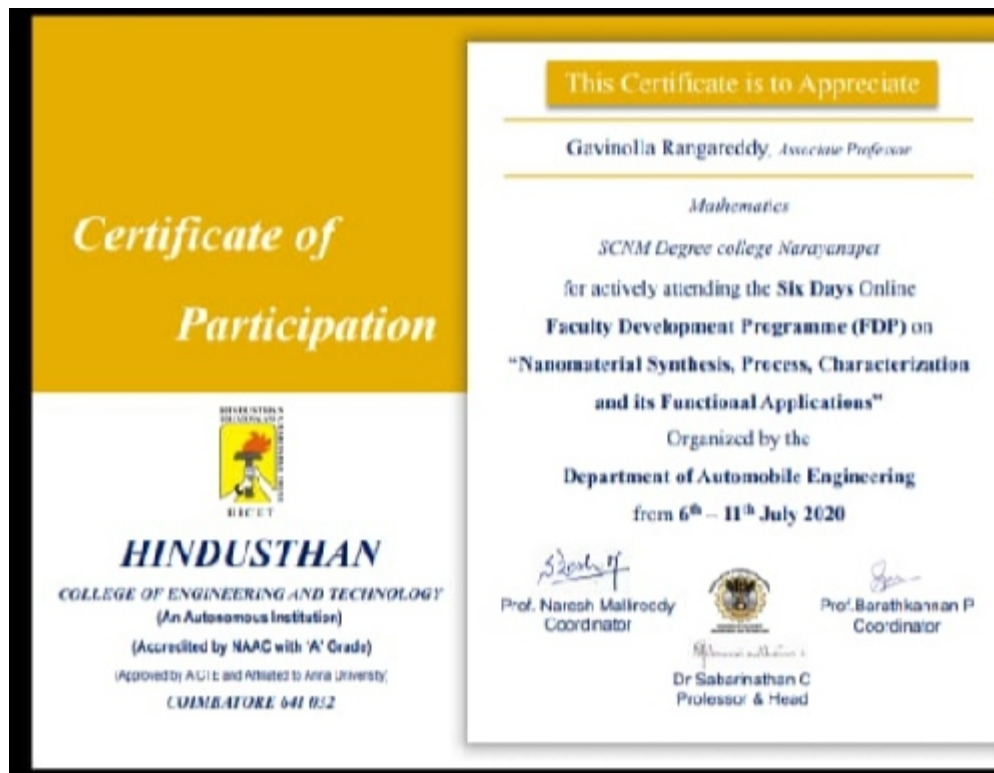 Certificate of
Participation
HICET
HINDUSTHAN
COLLEGE OF ENGINEERING AND TECHNOLOGY
(An Autonomous Institution)
(Accredited by NAAC with 'A' Grade)
(Approved by AICTE and Affiliated to Anna University)
COIMBATORE 641 032
This Certificate is to Appreciate
Gavinolla Rangareddy, Associate Professor
Mathematics
SCNM Degree college Narayanapet
for actively attending the Six Days Online
Faculty Development Programme (FDP) on
“Nanomaterial Synthesis, Process, Characterization
and its Functional Applications”
Organized by the
Department of Automobile Engineering
from 6th – 11th July 2020
Prof. Naresh Mallireddy
Coordinator
Prof.Barathkannan P
Coordinator
Dr Sabarinathan C
Professor & Head